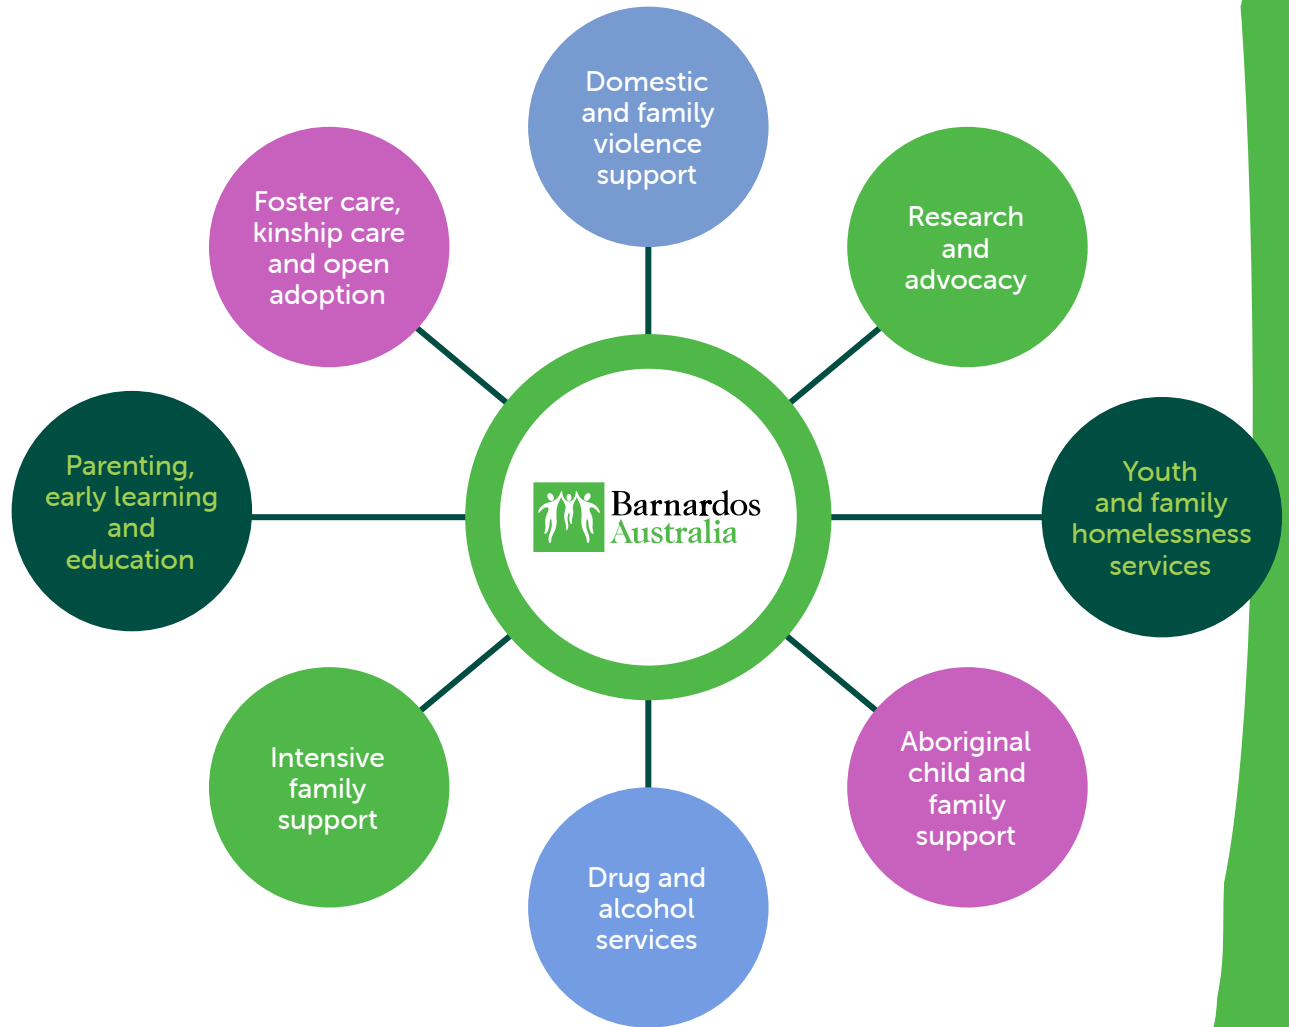 Domestic
and family
violence
support
Foster care,
kinship care
and open
adoption
Research
and
advocacy
Parenting,
early learning
and
education
Barnardos
Australia
Youth
and family
homelessness
services
Intensive
family
support
Aboriginal
child and
family
support
Drug and
alcohol
services